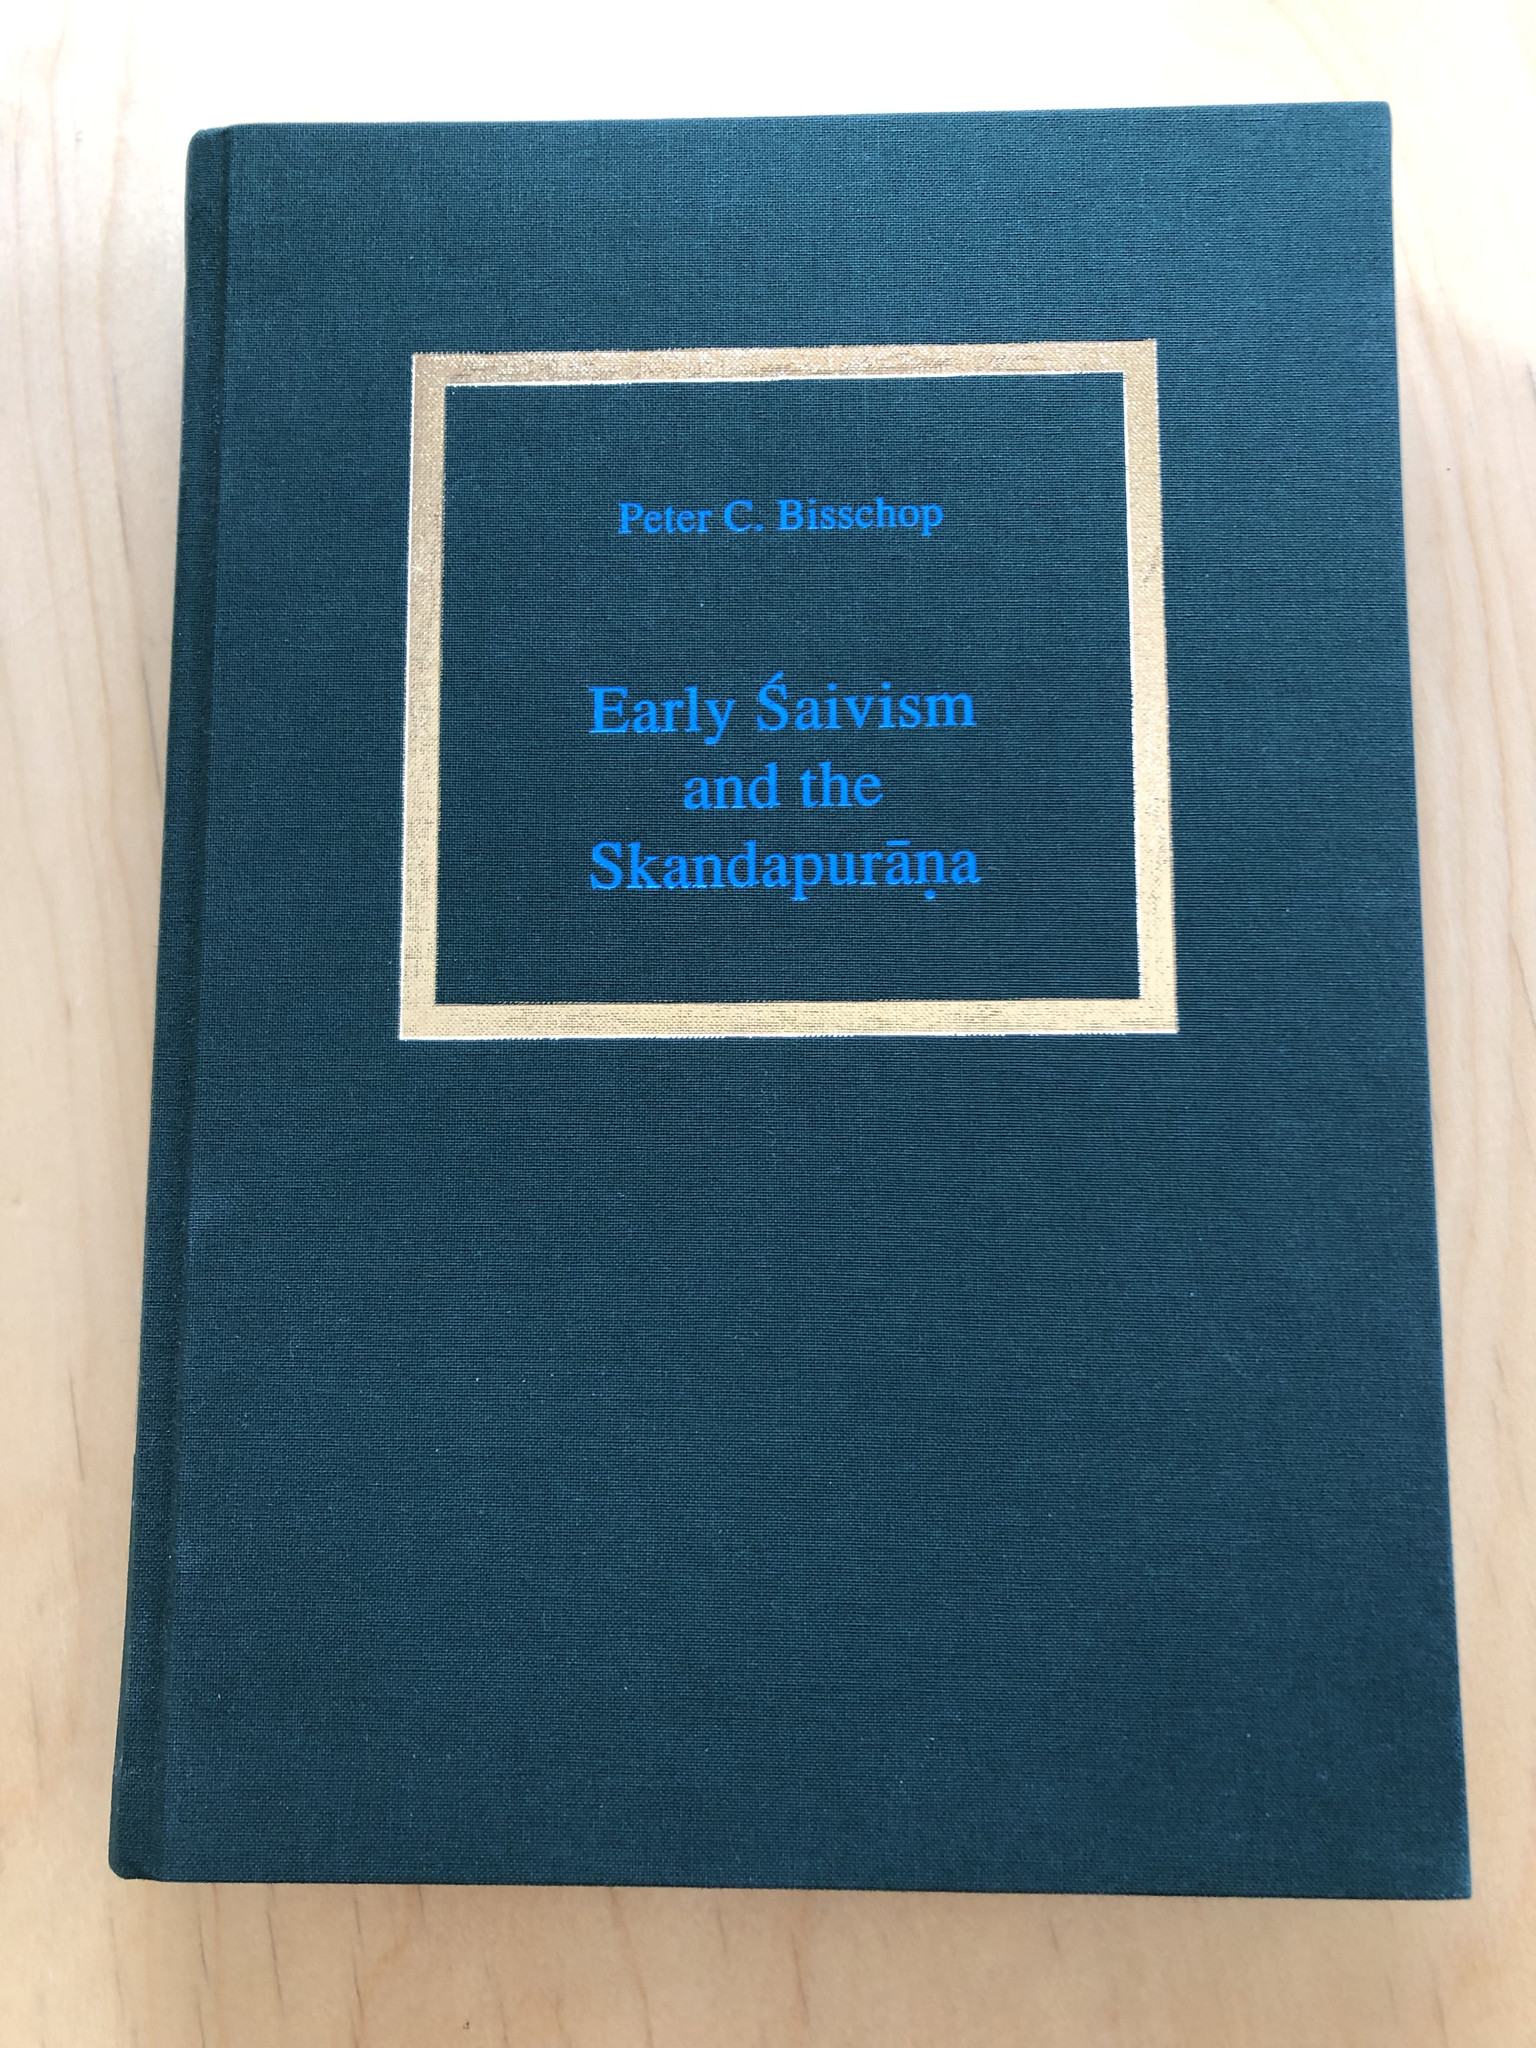 Peter C. Bisschop
Early Śaivism
and the
Skandapurāṇa